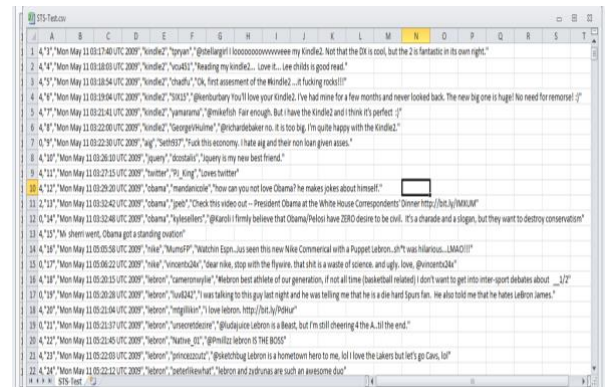 STS-Test.csv
A B C D E F G H I J K L M N O P Q R S T
1 4,"3","Mon May 11 03:17:40 UTC 2009","kindle2","tpryan","@stellargirl I loooooooovvvvvveee my Kindle2. Not that the DX is cool, but the 2 is fantastic in its own right."
2 4,"4","Mon May 11 03:18:03 UTC 2009","kindle2","vcu451","Reading my kindle2... Love it... Lee childs is good read."
3 4,"5","Mon May 11 03:18:54 UTC 2009","kindle2","chadfu","Ok, first assesment of the #kindle2 ...it fucking rocks!!!"
4 4,"6","Mon May 11 03:19:04 UTC 2009","kindle2","SIX15","@kenburbary You'll love your Kindle2. I've had mine for a few months and never looked back. The new big one is huge! No need for remorse! :)"
5 4,"7","Mon May 11 03:21:41 UTC 2009","kindle2","yamarama","@mikefish Fair enough. But i have the Kindle2 and I think it's perfect :)"
6 4,"8","Mon May 11 03:22:00 UTC 2009","kindle2","GeorgeVHulme","@richardebaker no. it is too big. I'm quite happy with the Kindle2."
7 0,"9","Mon May 11 03:22:30 UTC 2009","aig","Seth937","Fuck this economy. I hate aig and their non loan given asses."
8 4,"10","Mon May 11 03:26:10 UTC 2009","jquery","dcostalis","Jquery is my new best friend."
9 4,"11","Mon May 11 03:27:15 UTC 2009","twitter","PJ_King","Loves twitter"
10 4,"12","Mon May 11 03:29:20 UTC 2009","obama","mandanicole","how can you not love Obama? he makes jokes about himself."
11 2,"13","Mon May 11 03:32:42 UTC 2009","obama","jpeb","Check this video out -- President Obama at the White House Correspondents' Dinner http://bit.ly/IMXUM"
12 0,"14","Mon May 11 03:32:48 UTC 2009","obama","kylesellers","@Karoli I firmly believe that Obama/Pelosi have ZERO desire to be civil. It's a charade and a slogan, but they want to destroy conservatism"
13 4,"15","M sherri went, Obama got a standing ovation"
14 4,"16","Mon May 11 05:05:58 UTC 2009","nike","MumsFP","Watchin Espn..Jus seen this new Nike Commerical with a Puppet Lebron..sh*t was hilarious...LMAO!!!"
15 0,"17","Mon May 11 05:06:22 UTC 2009","nike","vincentx24x","dear nike, stop with the flywire. that shit is a waste of science. and ugly. love, @vincentx24x"
16 4,"18","Mon May 11 05:20:15 UTC 2009","lebron","cameronwylie","#lebron best athlete of our generation, if not all time (basketball related) I don't want to get into inter-sport debates about __1/2"
17 0,"19","Mon May 11 05:20:28 UTC 2009","lebron","luv8242","I was talking to this guy last night and he was telling me that he is a die hard Spurs fan. He also told me that he hates LeBron James."
18 4,"20","Mon May 11 05:21:04 UTC 2009","lebron","mtgillikin","i love lebron. http://bit.ly/PdHur"
19 0,"21","Mon May 11 05:21:37 UTC 2009","lebron","ursecretdezire","@ludajuice Lebron is a Beast, but I'm still cheering 4 the A..til the end."
20 4,"22","Mon May 11 05:21:45 UTC 2009","lebron","Native_01","@Pmillzz lebron IS THE BOSS"
21 4,"23","Mon May 11 05:22:03 UTC 2009","lebron","princezzcutz","@sketchbug Lebron is a hometown hero to me, lol I love the Lakers but let's go Cavs, lol"
22 4,"24","Mon May 11 05:22:12 UTC 2009","lebron","peterlikewhat","lebron and zydrunas are such an awesome duo"
STS-Test